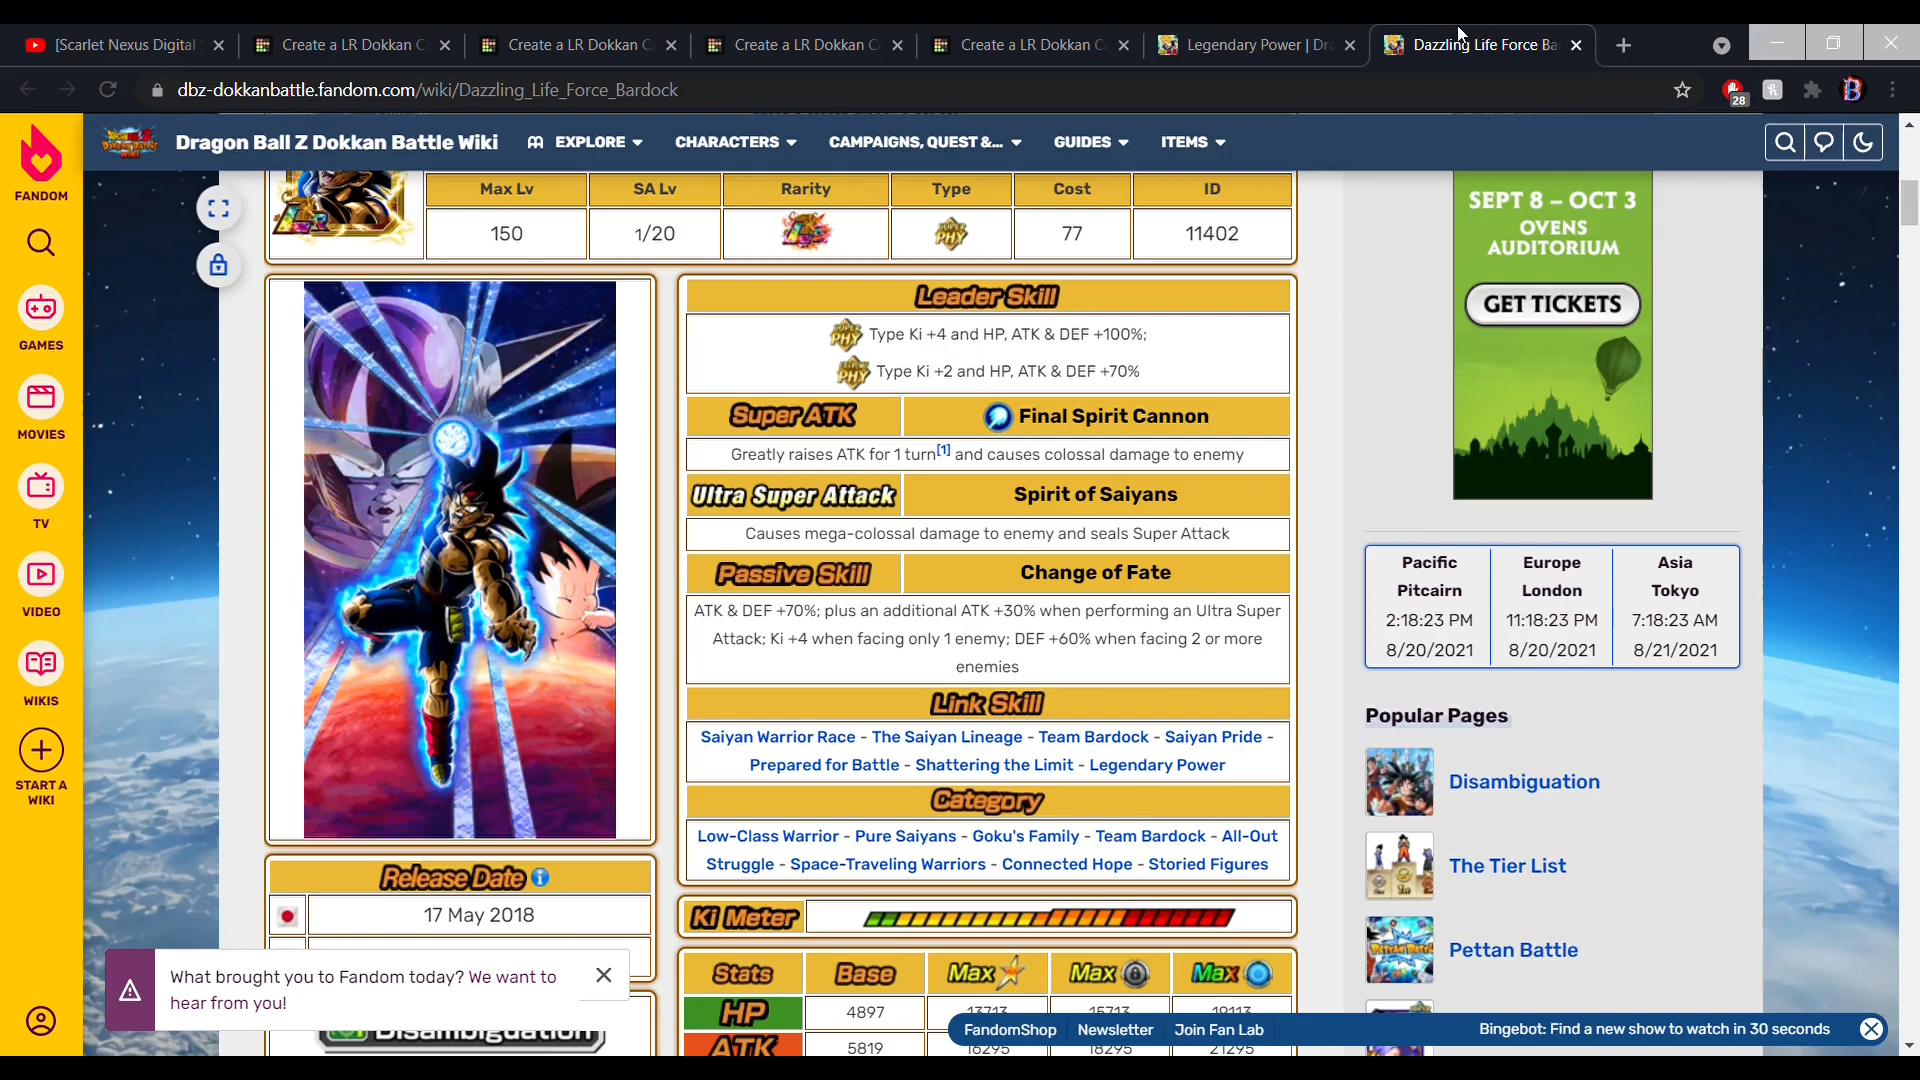 [Scarlet Nexus Digital
Create a LR Dokkan C
Create a LR Dokkan C
Create a LR Dokkan C
Create a LR Dokkan C
Legendary Power | Dra
Dazzling Life Force Ba
dbz-dokkanbattle.fandom.com/wiki/Dazzling_Life_Force_Bardock
28
Dragon Ball Z Dokkan Battle Wiki
EXPLORE
CHARACTERS
CAMPAIGNS, QUEST &...
GUIDES
ITEMS
FANDOM
GAMES
MOVIES
TV
VIDEO
WIKIS
START A
WIKI
Max Lv SA Lv Rarity Type Cost ID
150 1/20 SUPER PHY 77 11402
Leader Skill
SUPER PHY Type Ki +4 and HP, ATK & DEF +100%;
PHY Type Ki +2 and HP, ATK & DEF +70%
Super ATK Final Spirit Cannon
Greatly raises ATK for 1 turn[1] and causes colossal damage to enemy
Ultra Super Attack Spirit of Saiyans
Causes mega-colossal damage to enemy and seals Super Attack
Passive Skill Change of Fate
ATK & DEF +70%; plus an additional ATK +30% when performing an Ultra Super
Attack; Ki +4 when facing only 1 enemy; DEF +60% when facing 2 or more
enemies
Link Skill
Saiyan Warrior Race - The Saiyan Lineage - Team Bardock - Saiyan Pride -
Prepared for Battle - Shattering the Limit - Legendary Power
Category
Low-Class Warrior - Pure Saiyans - Goku's Family - Team Bardock - All-Out
Struggle - Space-Traveling Warriors - Connected Hope - Storied Figures
Ki Meter
Stats Base Max Max Max
HP 4897 13713 15713 19113
ATK 5819 16295 18295 21295
Release Date
17 May 2018
Disambiguation
What brought you to Fandom today? We want to
hear from you!
SEPT 8 – OCT 3
OVENS
AUDITORIUM
GET TICKETS
Pacific Europe Asia
Pitcairn London Tokyo
2:18:23 PM 11:18:23 PM 7:18:23 AM
8/20/2021 8/20/2021 8/21/2021
Popular Pages
Disambiguation
The Tier List
Pettan Battle
FandomShop Newsletter Join Fan Lab
Bingebot: Find a new show to watch in 30 seconds